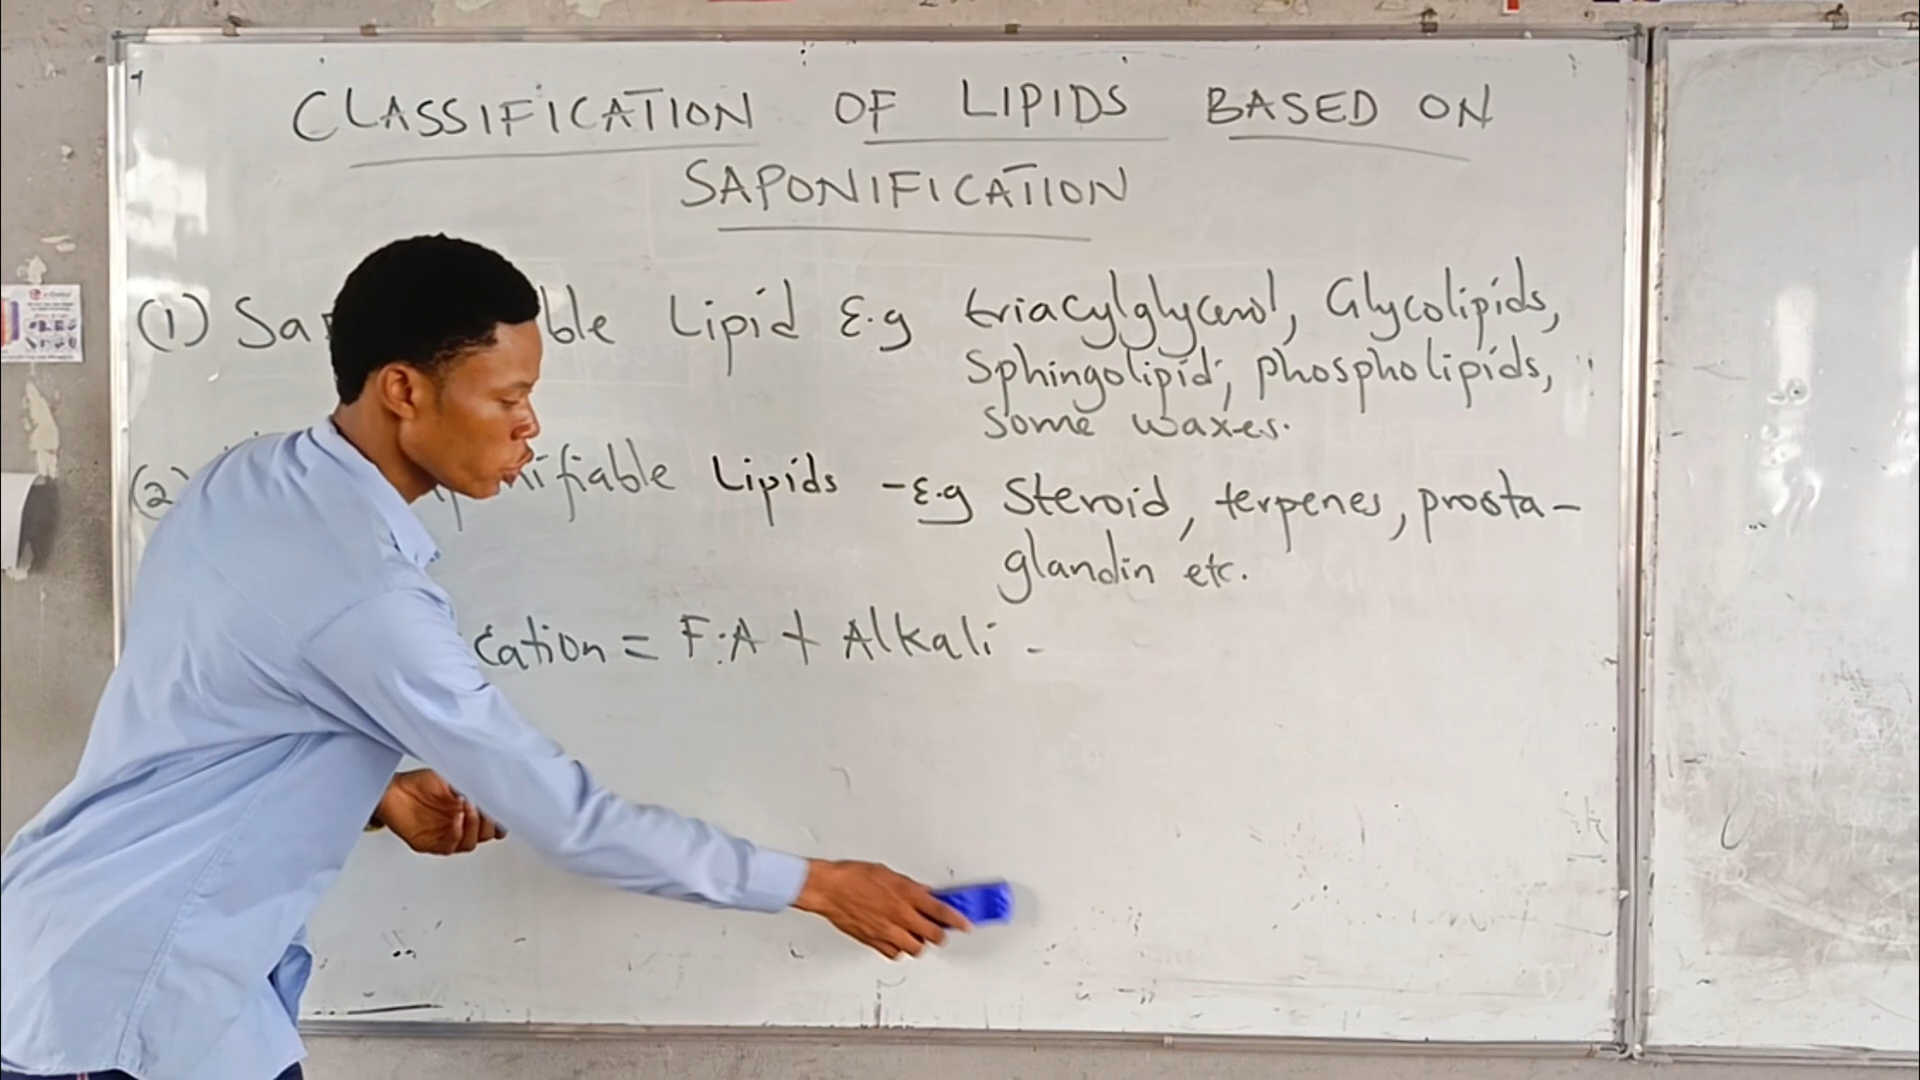 CLASSIFICATION OF LIPIDS BASED ON
SAPONIFICATION
(1) Sa ble Lipid E.g triacylglycerol, Glycolipids,
Sphingolipid, phospholipids,
Some waxes.
(2) nifiable Lipids - E.g Steroid, terpenes, prosta-
glandin etc.
cation = F.A + Alkali -